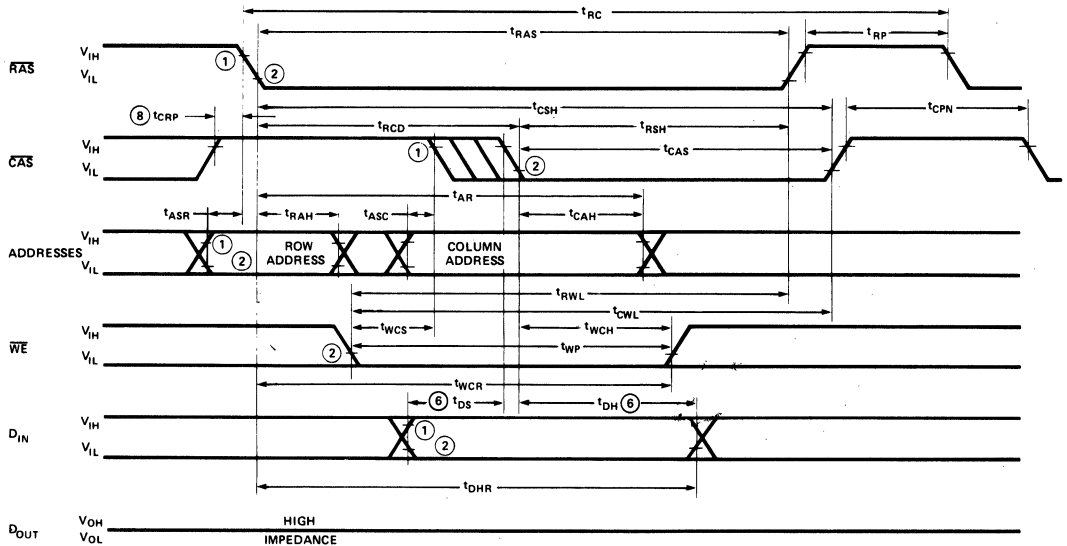 tRC
tRAS
tRP
RAS
VIH
VIL
1
2
tCSH
tCPN
8 tCRP
tRCD
tRSH
CAS
VIH
VIL
1
2
tCAS
tAR
tASR
tRAH
tASC
tCAH
ADDRESSES
VIH
VIL
1
2
ROW
ADDRESS
COLUMN
ADDRESS
tRWL
tCWL
tWCS
tWCH
WE
VIH
VIL
2
tWP
tWCR
6 tDS
tDH 6
DIN
VIH
VIL
1
2
tDHR
DOUT
VOH
VOL
HIGH
IMPEDANCE